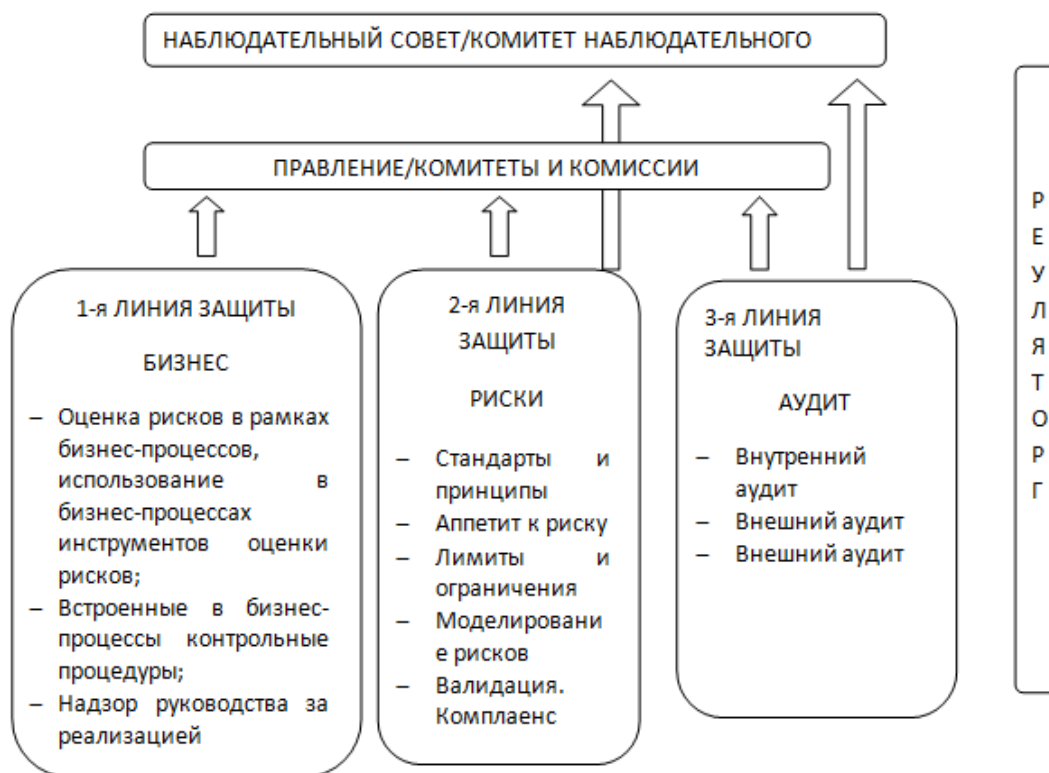 НАБЛЮДАТЕЛЬНЫЙ СОВЕТ/КОМИТЕТ НАБЛЮДАТЕЛЬНОГО
ПРАВЛЕНИЕ/КОМИТЕТЫ И КОМИССИИ
1-я ЛИНИЯ ЗАЩИТЫ
БИЗНЕС
– Оценка рисков в рамках
бизнес-процессов,
использование в
бизнес-процессах
инструментов оценки
рисков;
– Встроенные в бизнес-
процессы контрольные
процедуры;
– Надзор руководства за
реализацией
2-я ЛИНИЯ
ЗАЩИТЫ
РИСКИ
– Стандарты и
принципы
– Аппетит к риску
– Лимиты и
ограничения
– Моделировани
е рисков
– Валидация.
Комплаенс
3-я ЛИНИЯ
ЗАЩИТЫ
АУДИТ
– Внутренний
аудит
– Внешний аудит
– Внешний аудит
Р
Е
У
Л
Я
Т
О
Р
Г